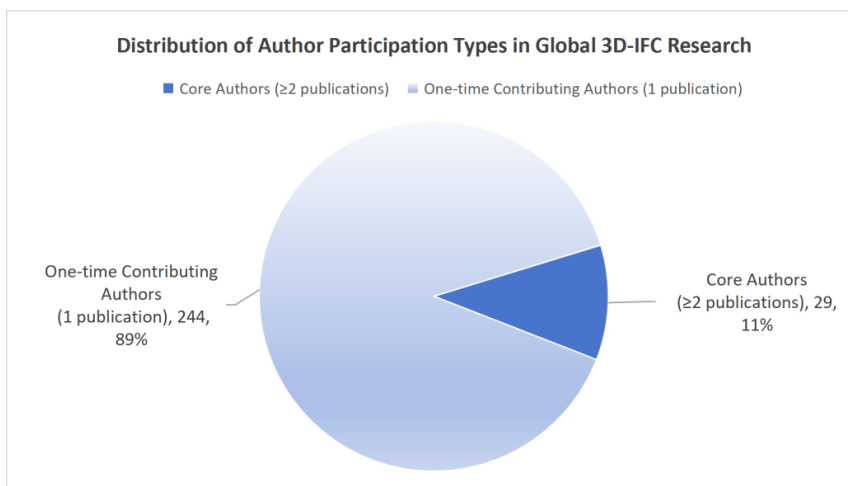 Distribution of Author Participation Types in Global 3D-IFC Research
Core Authors (≥2 publications) One-time Contributing Authors (1 publication)
One-time Contributing
Authors
(1 publication), 244,
89%
Core Authors
(≥2 publications), 29,
11%